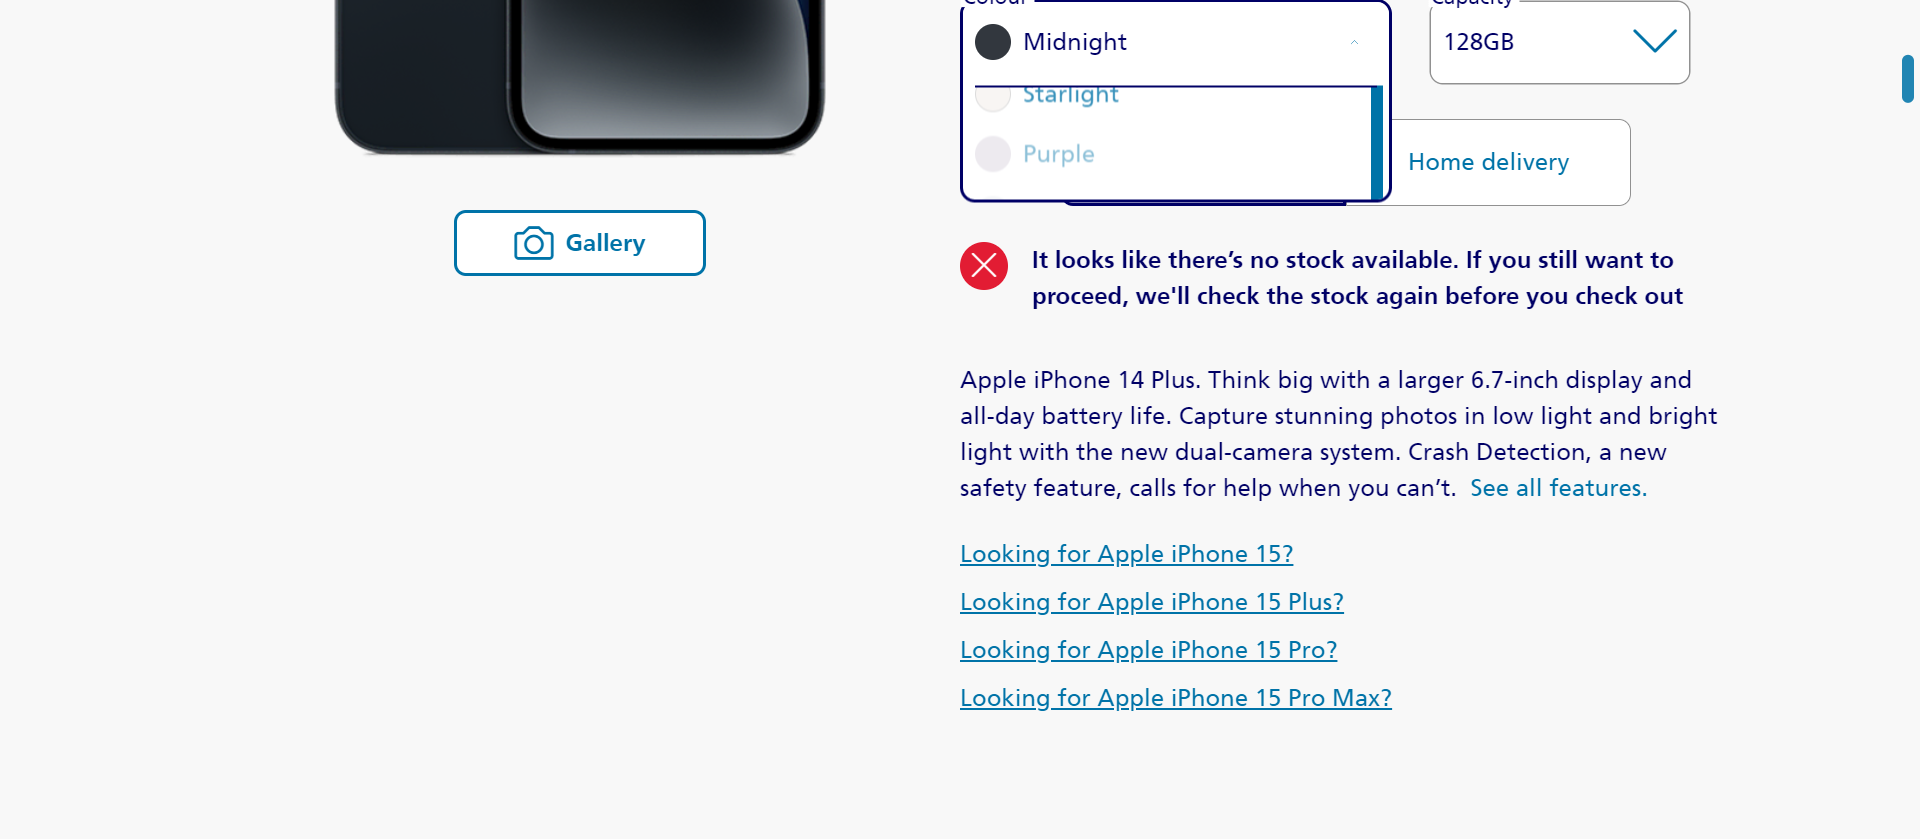 Colour
Capacity
Midnight
128GB
Starlight
Purple
Home delivery
Gallery
It looks like there’s no stock available. If you still want to
proceed, we'll check the stock again before you check out
Apple iPhone 14 Plus. Think big with a larger 6.7-inch display and
all-day battery life. Capture stunning photos in low light and bright
light with the new dual-camera system. Crash Detection, a new
safety feature, calls for help when you can’t. See all features.
Looking for Apple iPhone 15?
Looking for Apple iPhone 15 Plus?
Looking for Apple iPhone 15 Pro?
Looking for Apple iPhone 15 Pro Max?